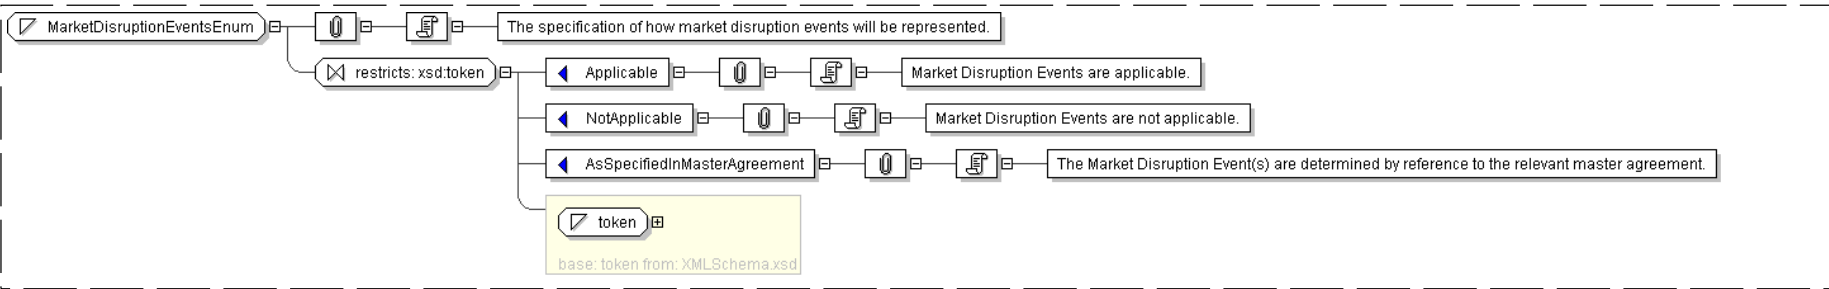 MarketDisruptionEventsEnum
The specification of how market disruption events will be represented.
restricts: xsd:token
Applicable
Market Disruption Events are applicable.
NotApplicable
Market Disruption Events are not applicable.
AsSpecifiedInMasterAgreement
The Market Disruption Event(s) are determined by reference to the relevant master agreement.
token
base: token from: XMLSchema.xsd